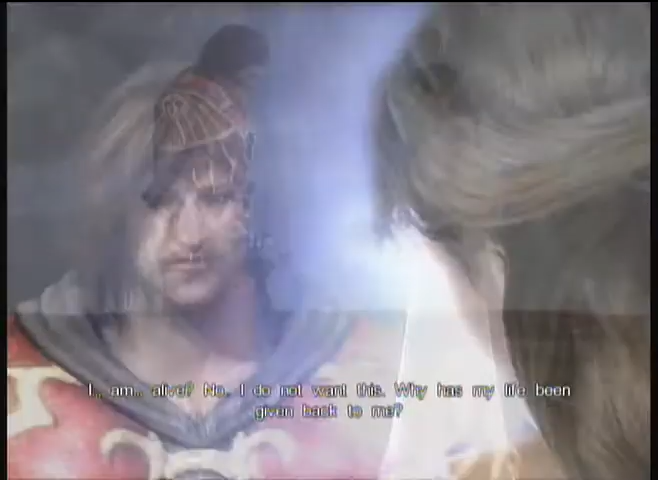 I.. am.. alive? No. I do not want this. Why has my life been
given back to me?